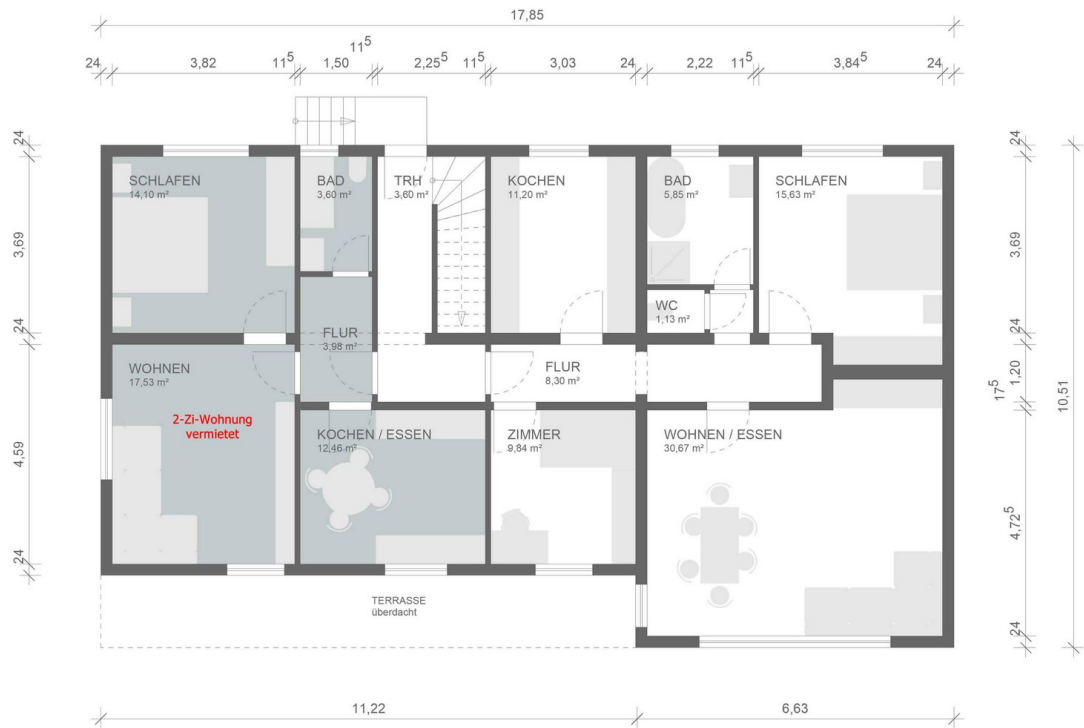 17,85
11⁵
24 3,82 11⁵ 1,50 2,25⁵ 11⁵ 3,03 24 2,22 11⁵ 3,84⁵ 24
24
24
SCHLAFEN
14,10 m²
BAD
3,60 m²
TRH
3,60 m²
KOCHEN
11,20 m²
BAD
5,85 m²
SCHLAFEN
15,63 m²
3,69
3,69
WC
1,13 m²
24
24
FLUR
3,98 m²
WOHNEN
17,53 m²
FLUR
8,30 m²
1,20
17⁵
10,51
2-Zi-Wohnung
vermietet
KOCHEN / ESSEN
12,46 m²
ZIMMER
9,84 m²
WOHNEN / ESSEN
30,67 m²
4,59
4,72⁵
24
TERRASSE
überdacht
24
11,22 6,63